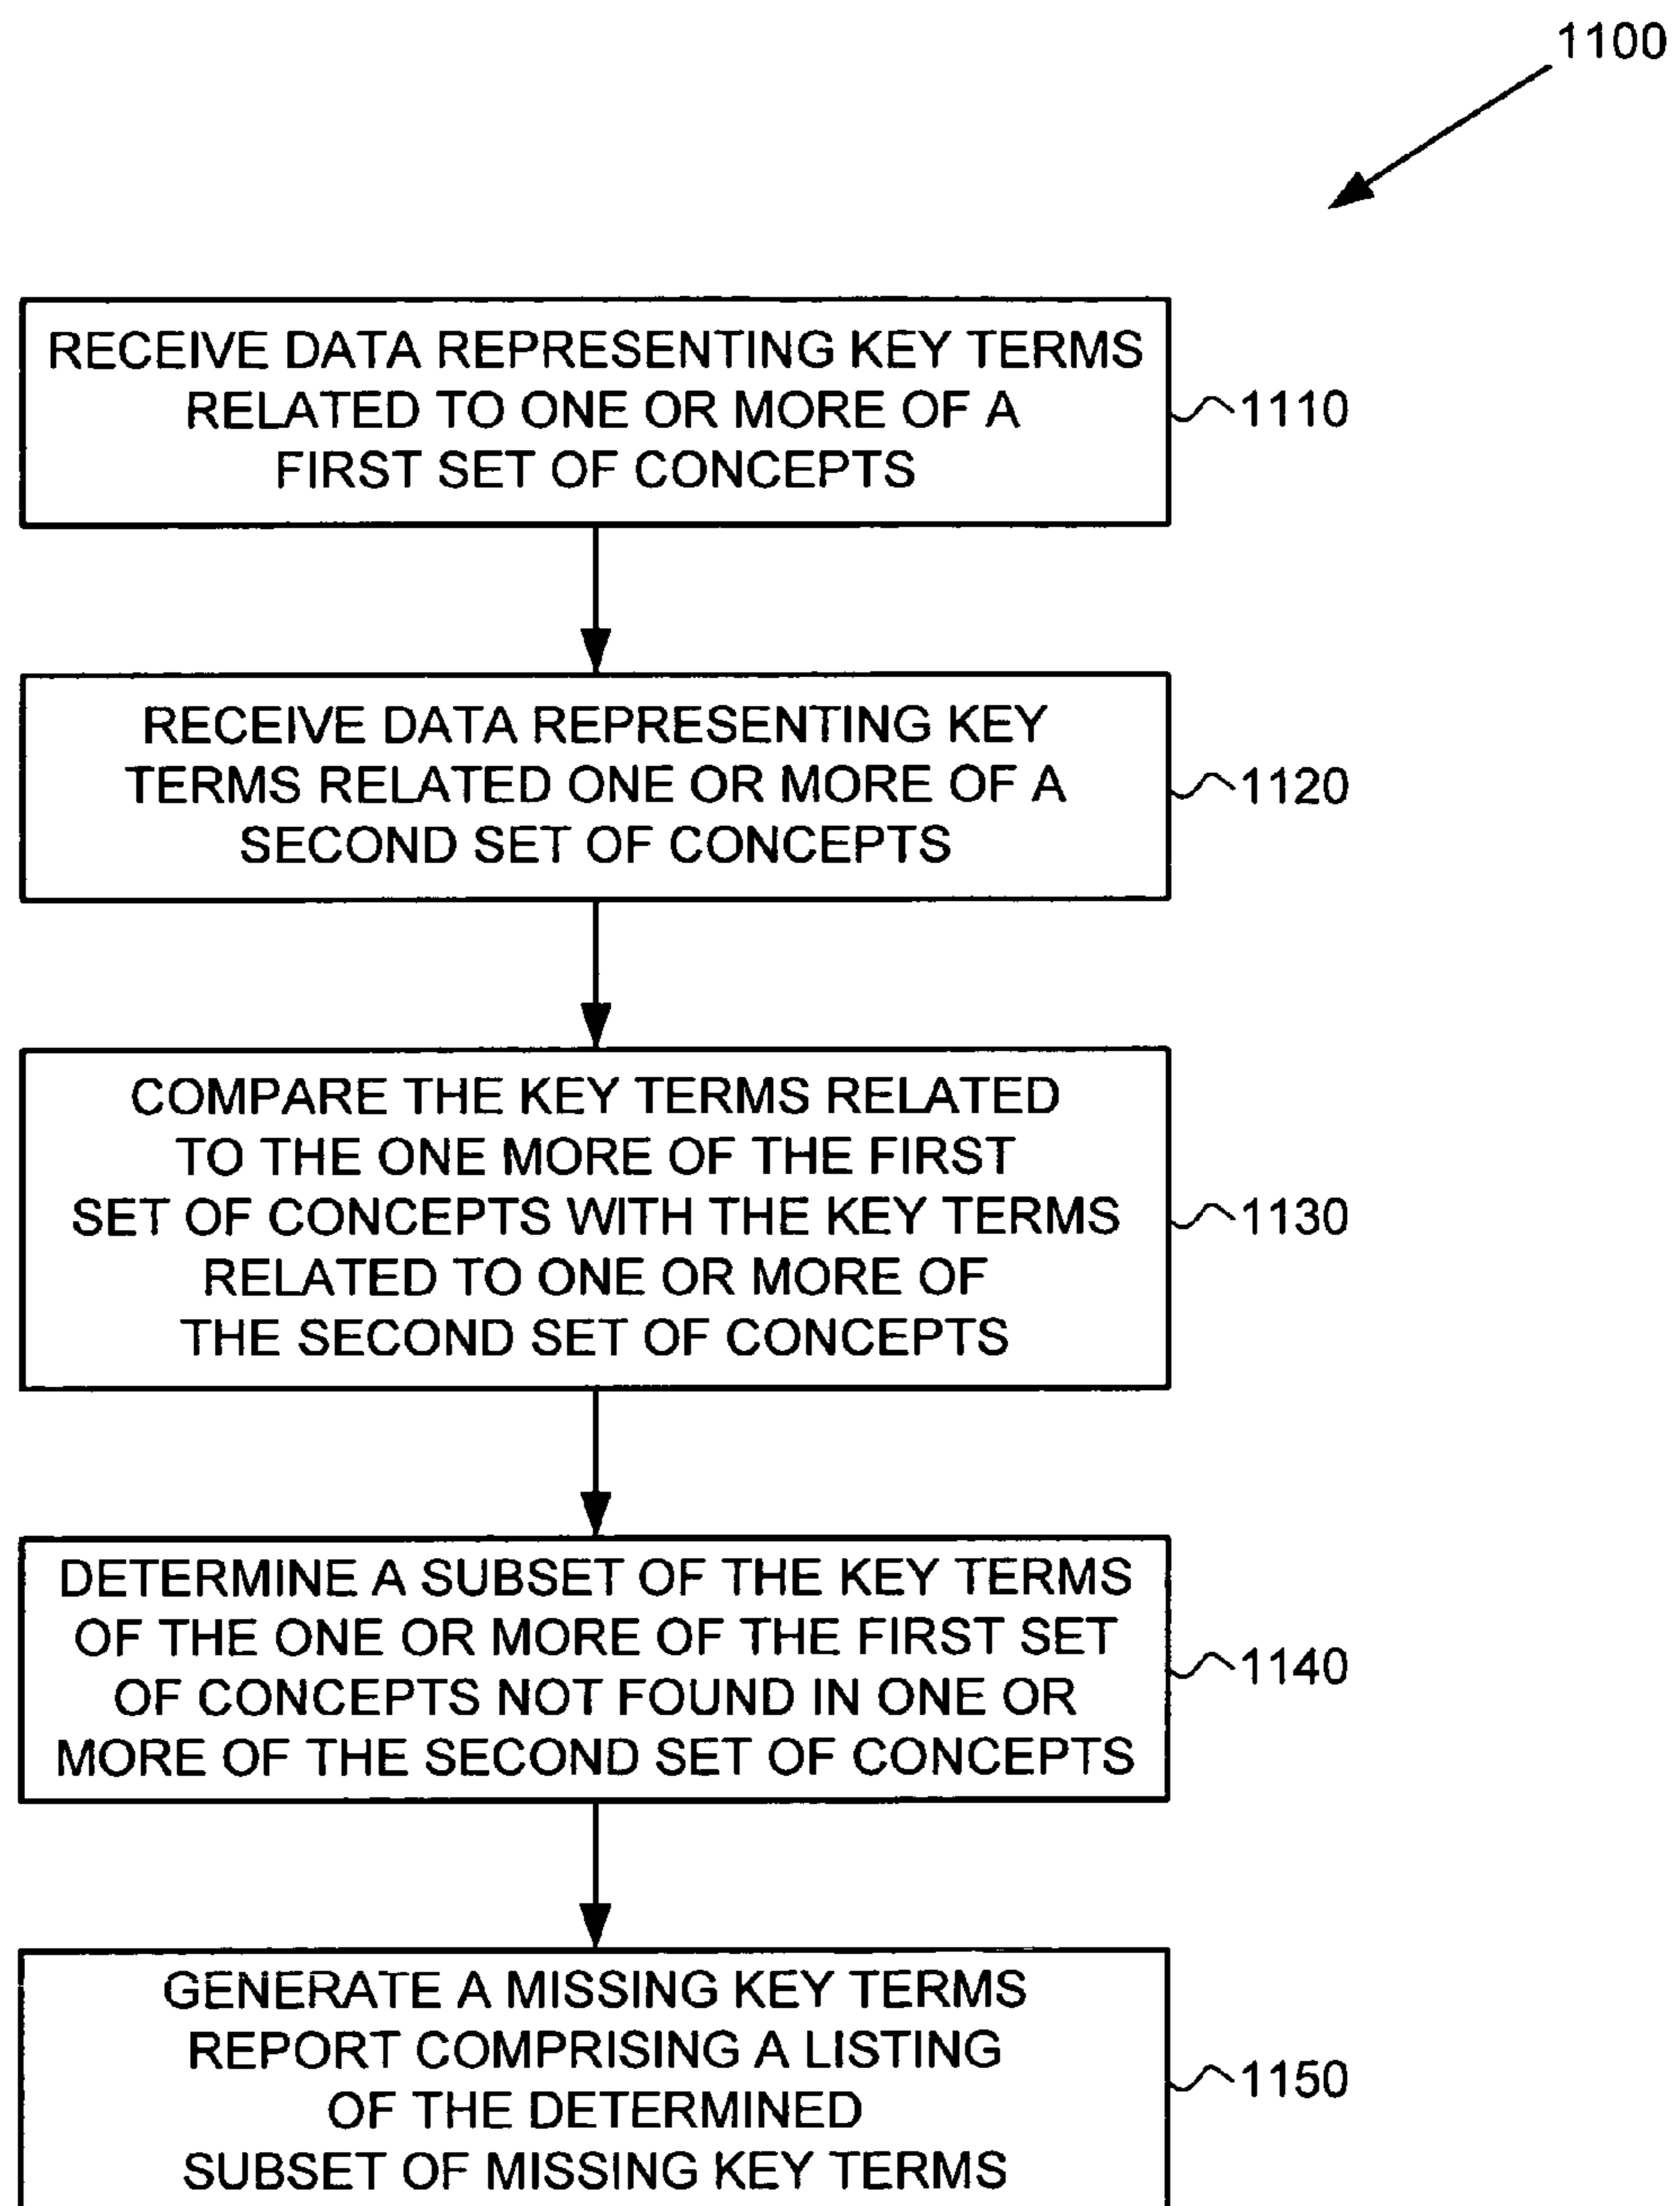 1100
RECEIVE DATA REPRESENTING KEY TERMS
RELATED TO ONE OR MORE OF A
FIRST SET OF CONCEPTS
1110
RECEIVE DATA REPRESENTING KEY
TERMS RELATED ONE OR MORE OF A
SECOND SET OF CONCEPTS
1120
COMPARE THE KEY TERMS RELATED
TO THE ONE MORE OF THE FIRST
SET OF CONCEPTS WITH THE KEY TERMS
RELATED TO ONE OR MORE OF
THE SECOND SET OF CONCEPTS
1130
DETERMINE A SUBSET OF THE KEY TERMS
OF THE ONE OR MORE OF THE FIRST SET
OF CONCEPTS NOT FOUND IN ONE OR
MORE OF THE SECOND SET OF CONCEPTS
1140
GENERATE A MISSING KEY TERMS
REPORT COMPRISING A LISTING
OF THE DETERMINED
SUBSET OF MISSING KEY TERMS
1150